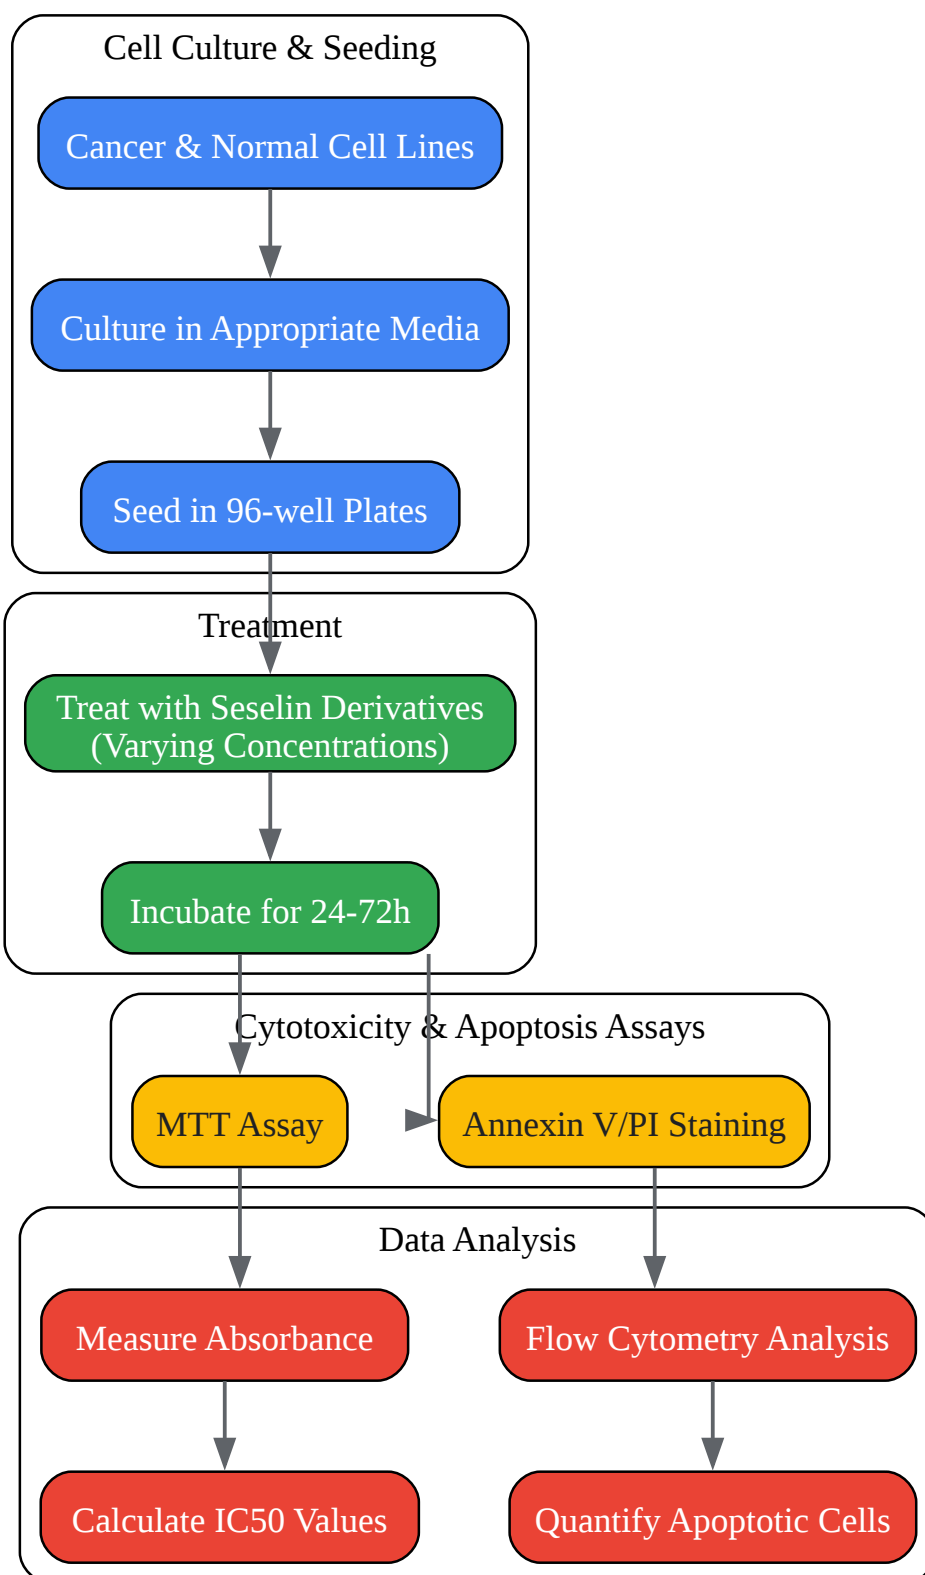 Cell Culture & Seeding
Cancer & Normal Cell Lines
Culture in Appropriate Media
Seed in 96-well Plates
Treatment
Treat with Seselin Derivatives
(Varying Concentrations)
Incubate for 24-72h
Cytotoxicity & Apoptosis Assays
MTT Assay
Annexin V/PI Staining
Data Analysis
Measure Absorbance
Flow Cytometry Analysis
Calculate IC50 Values
Quantify Apoptotic Cells